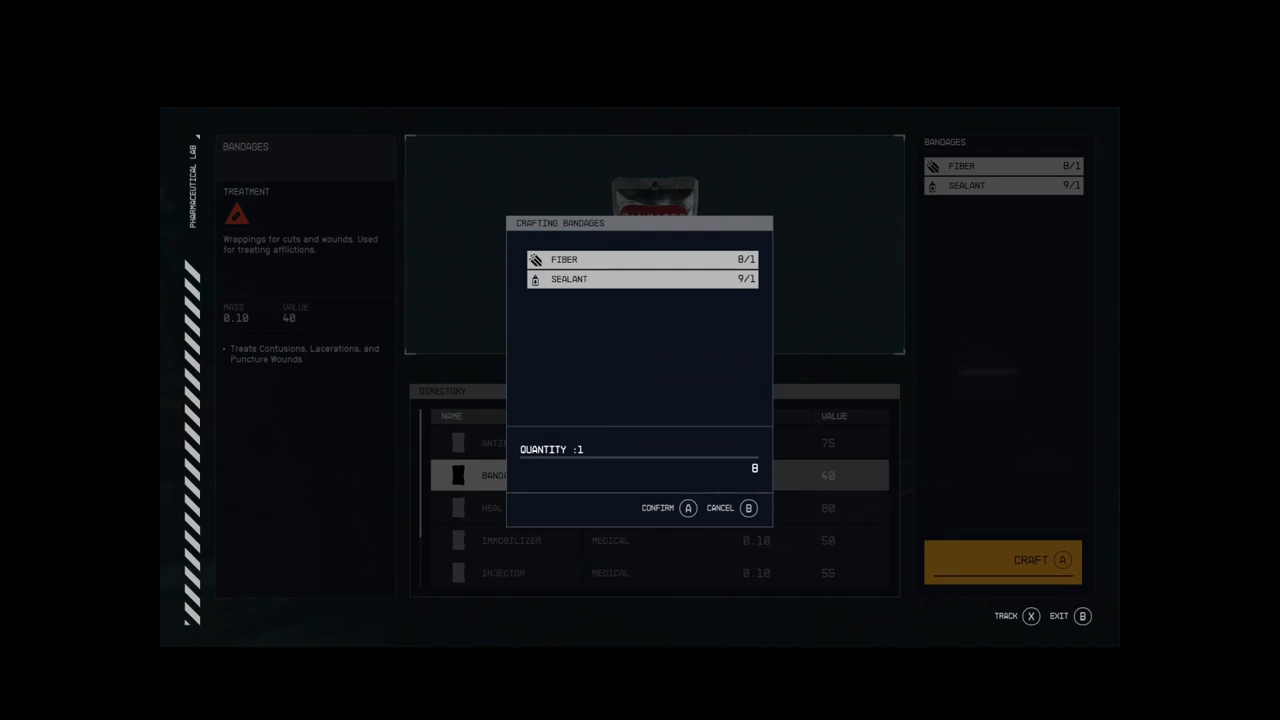 PHARMACEUTICAL LAB
BANDAGES
TREATMENT
Wrappings for cuts and wounds. Used
for treating afflictions.
MASS
0.10
VALUE
40
• Treats Contusions, Lacerations, and
Puncture Wounds
CRAFTING BANDAGES
FIBER 8/1
SEALANT 9/1
QUANTITY :1
8
CONFIRM A CANCEL B
DIRECTORY
NAME VALUE
ANTIB 75
BANDA 40
HEAL 80
IMMOBILIZER MEDICAL 0.10 50
INJECTOR MEDICAL 0.10 55
BANDAGES
FIBER 8/1
SEALANT 9/1
CRAFT A
TRACK X EXIT B